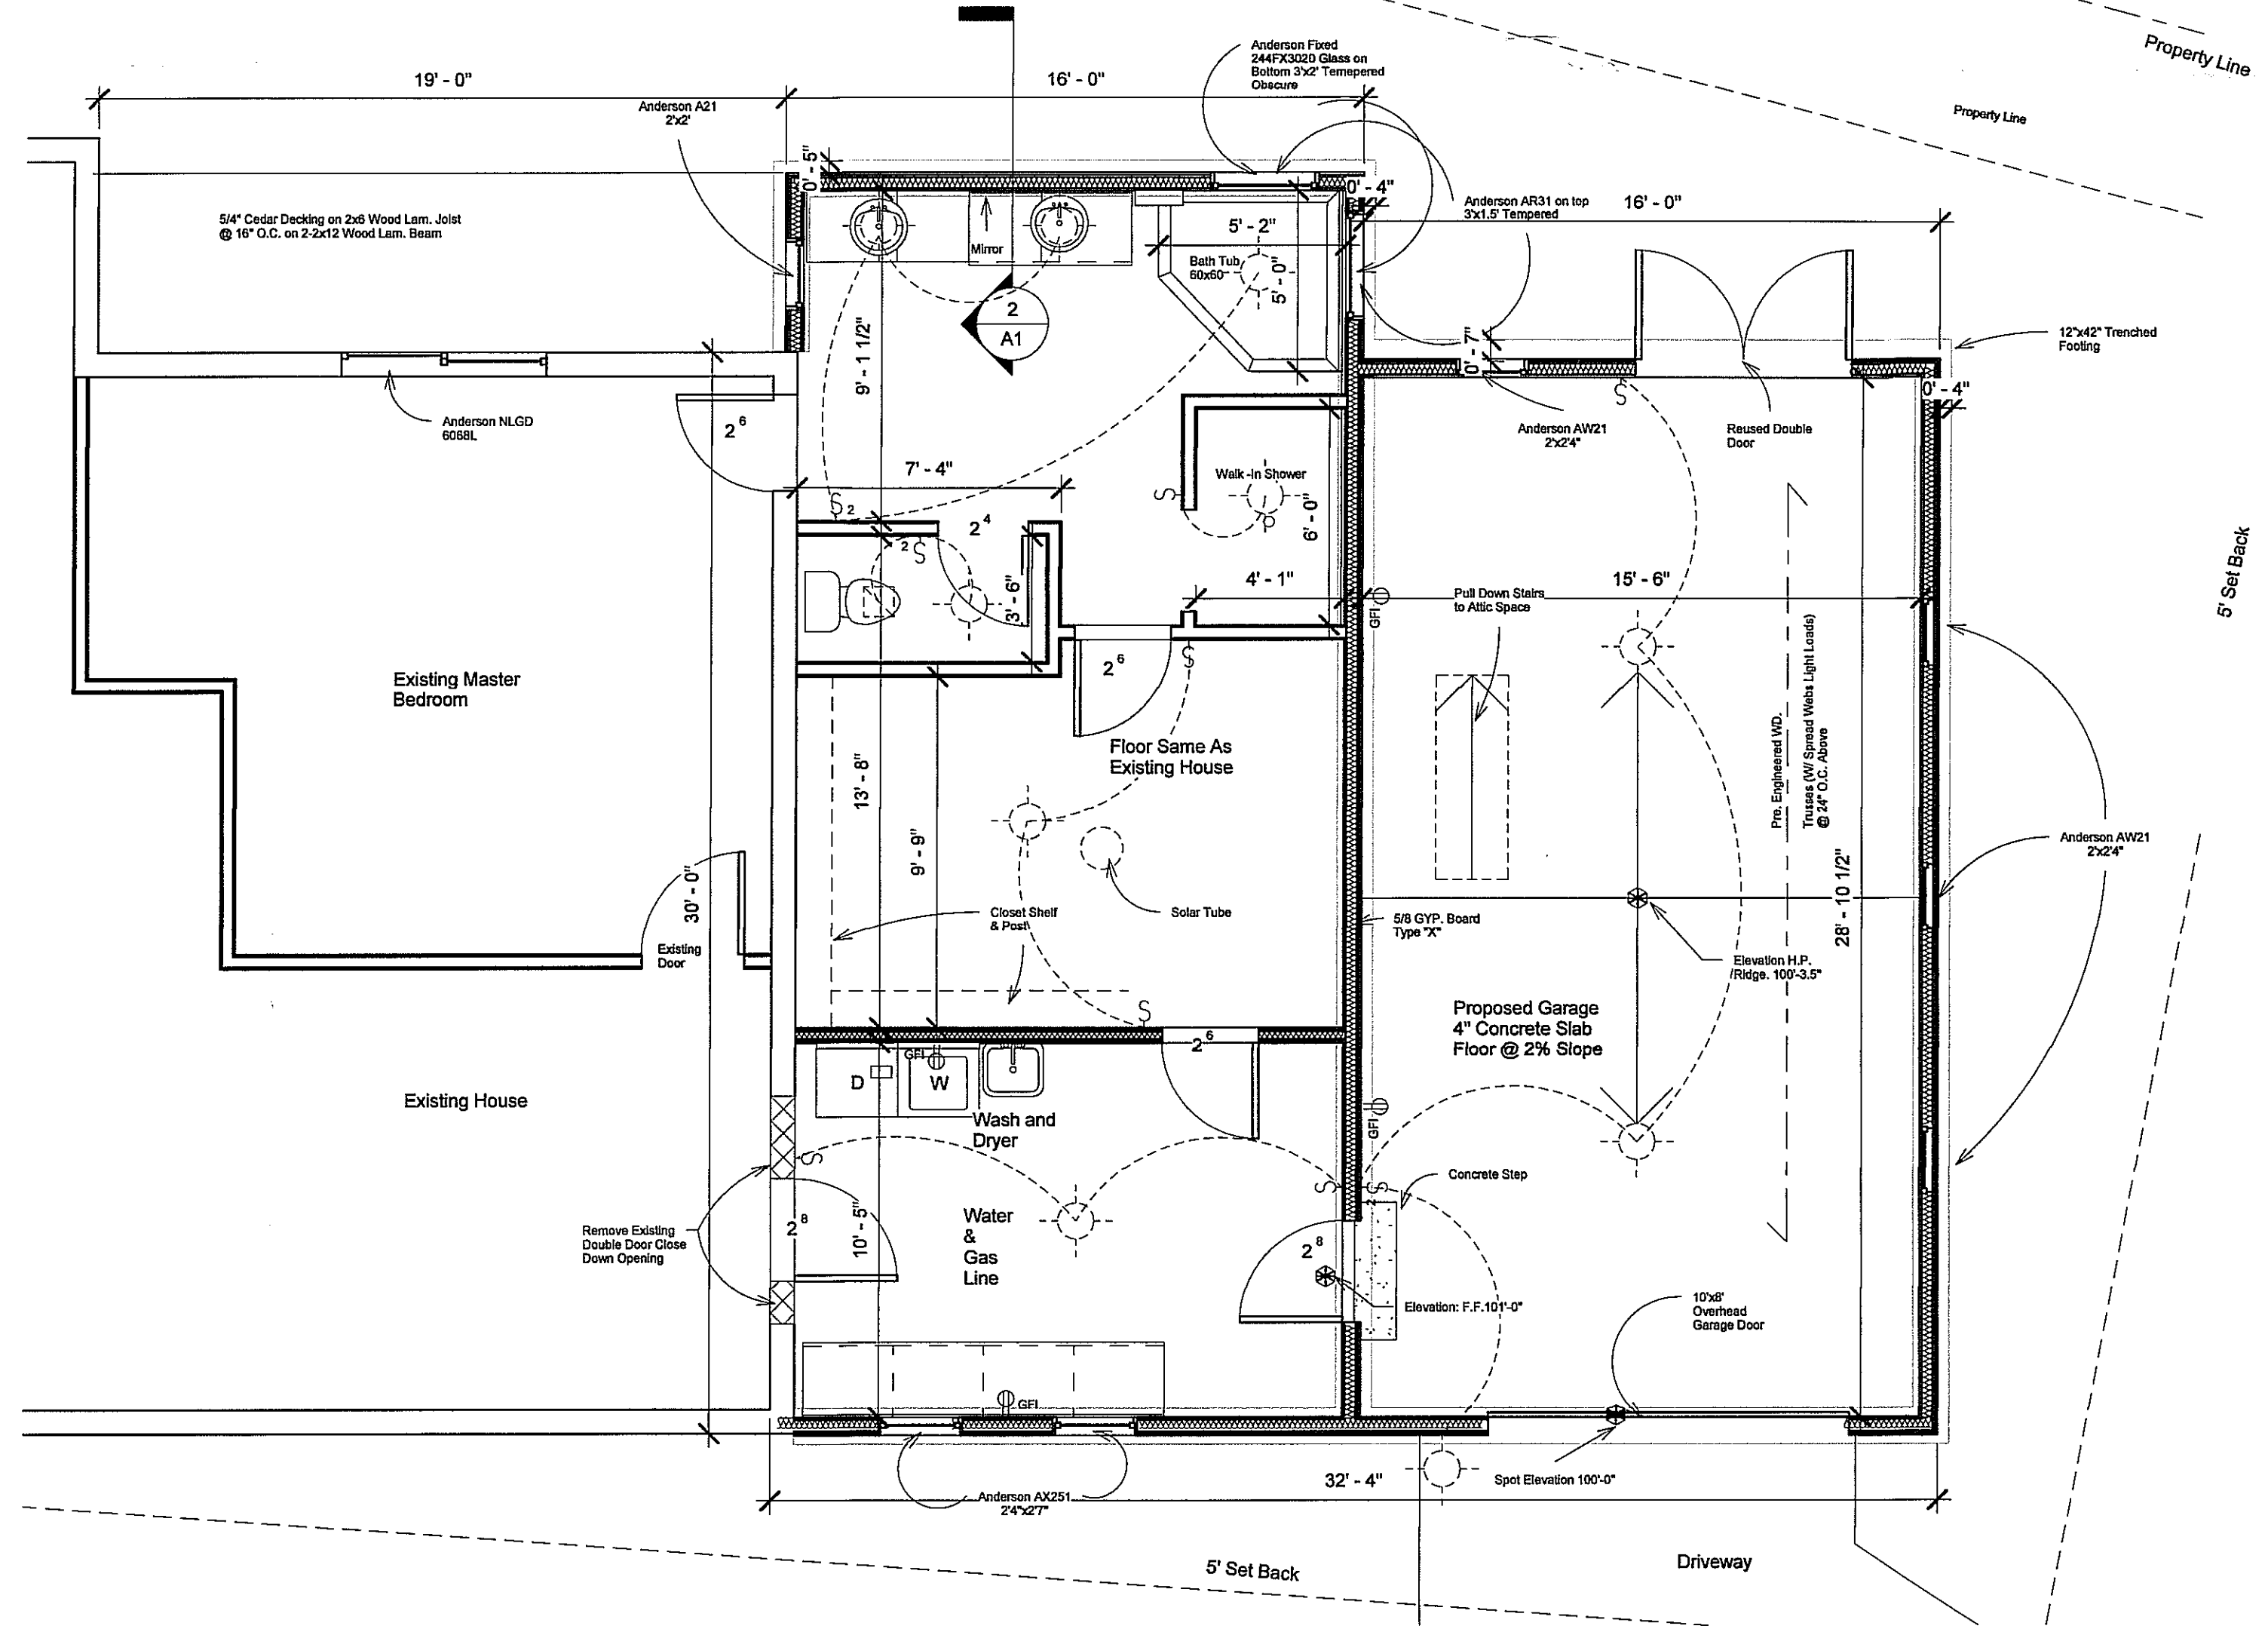 Property Line
Property Line
Anderson Fixed
244FX3020 Glass on
Bottom 3'x2' Temepered
Obscure
19' - 0"
16' - 0"
Anderson A21
2'x2'
0' - 5"
0' - 4"
Anderson AR31 on top
3'x1.5' Tempered
16' - 0"
5/4" Cedar Decking on 2x6 Wood Lam. Joist
@ 16" O.C. on 2-2x12 Wood Lam. Beam
Mirror
5' - 2"
Bath Tub
60x60
5' - 0"
2
A1
9' - 1 1/2"
0' - 7"
12"x42" Trenched
Footing
0' - 4"
Anderson NLGD
6068L
2 6
Anderson AW21
2'x2'4"
Reused Double
Door
7' - 4"
Walk -In Shower
6' - 0"
S 2
2 4
2 S
S
S
3' - 6"
4' - 1"
15' - 6"
GFI
Pull Down Stairs
to Attic Space
5' Set Back
2 6
S
Existing Master
Bedroom
Floor Same As
Existing House
Pre. Engineered WD.
Trusses (W/ Spread Webs Light Loads)
@ 24" O.C. Above
13' - 8"
9' - 9"
30' - 0"
28' - 10 1/2"
Anderson AW21
2'x2'4"
Closet Shelf
& Post
Solar Tube
5/8 GYP. Board
Type "X"
Existing
Door
Elevation H.P.
/Ridge. 100'-3.5"
S
Proposed Garage
4" Concrete Slab
Floor @ 2% Slope
2 6
GFI
D
W
Existing House
Wash and
Dryer
GFI
S
Concrete Step
S
S
2
Water
&
Gas
Line
2 8
10' - 5"
2 8
Remove Existing
Double Door Close
Down Opening
Elevation: F.F.101'-0"
10'x8'
Overhead
Garage Door
GFI
32' - 4"
Spot Elevation 100'-0"
Anderson AX251
2'4"x2'7"
5' Set Back
Driveway